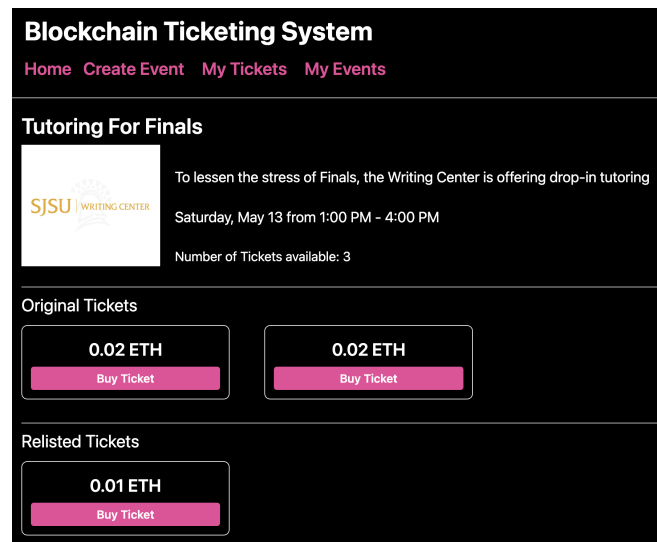 Blockchain Ticketing System
Home Create Event My Tickets My Events
Tutoring For Finals
SJSU | WRITING CENTER
To lessen the stress of Finals, the Writing Center is offering drop-in tutoring
Saturday, May 13 from 1:00 PM - 4:00 PM
Number of Tickets available: 3
Original Tickets
0.02 ETH 0.02 ETH
Buy Ticket Buy Ticket
Relisted Tickets
0.01 ETH
Buy Ticket